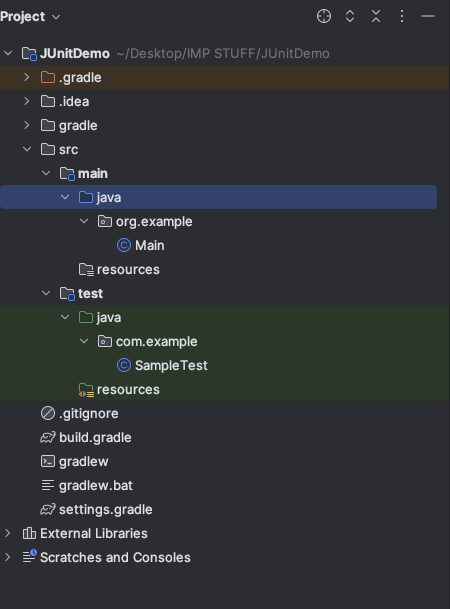 Project
JUnitDemo ~/Desktop/IMP STUFF/JUnitDemo
.gradle
.idea
gradle
src
main
java
org.example
Main
resources
test
java
com.example
SampleTest
resources
.gitignore
build.gradle
gradlew
gradlew.bat
settings.gradle
External Libraries
Scratches and Consoles